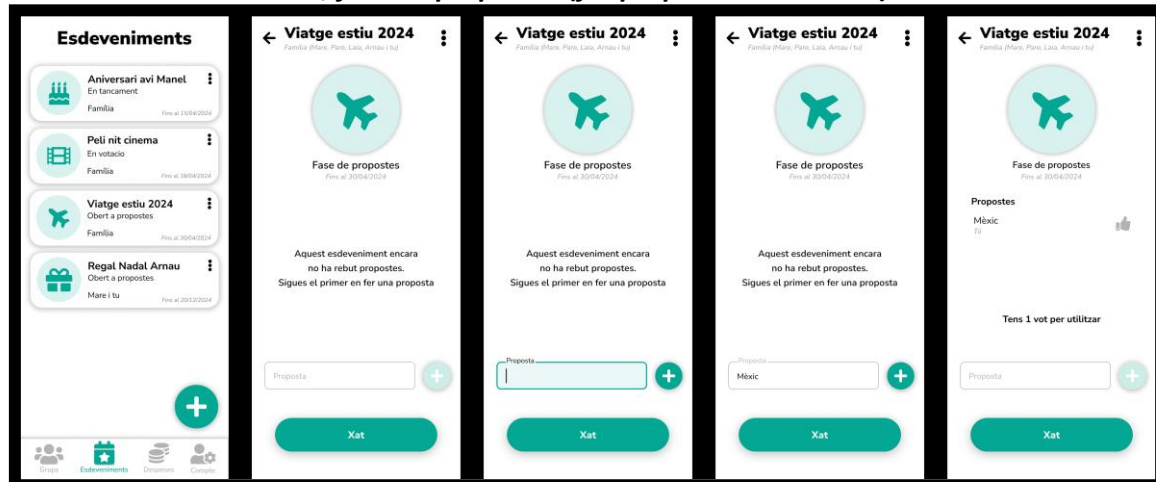 Esdeveniments
Aniversari avi Manel
En tancament
Família
Fins al 15/04/2024
Peli nit cinema
En votacio
Família
Fins al 18/04/2024
Viatge estiu 2024
Obert a propostes
Família
Fins al 30/04/2024
Regal Nadal Arnau
Obert a propostes
Mare i tu
Fins al 20/12/2024
Grups
Esdeveniments
Despeses
Compte
Viatge estiu 2024
Família (Mare, Pare, Laia, Arnau i tu)
Fase de propostes
Fins al 30/04/2024
Aquest esdeveniment encara
no ha rebut propostes.
Sigues el primer en fer una proposta
Proposta
Xat
Viatge estiu 2024
Família (Mare, Pare, Laia, Arnau i tu)
Fase de propostes
Fins al 30/04/2024
Aquest esdeveniment encara
no ha rebut propostes.
Sigues el primer en fer una proposta
Proposta
Xat
Viatge estiu 2024
Família (Mare, Pare, Laia, Arnau i tu)
Fase de propostes
Fins al 30/04/2024
Aquest esdeveniment encara
no ha rebut propostes.
Sigues el primer en fer una proposta
Proposta
Mèxic
Xat
Viatge estiu 2024
Família (Mare, Pare, Laia, Arnau i tu)
Fase de propostes
Fins al 30/04/2024
Propostes
Mèxic
Tú
Tens 1 vot per utilitzar
Proposta
Xat